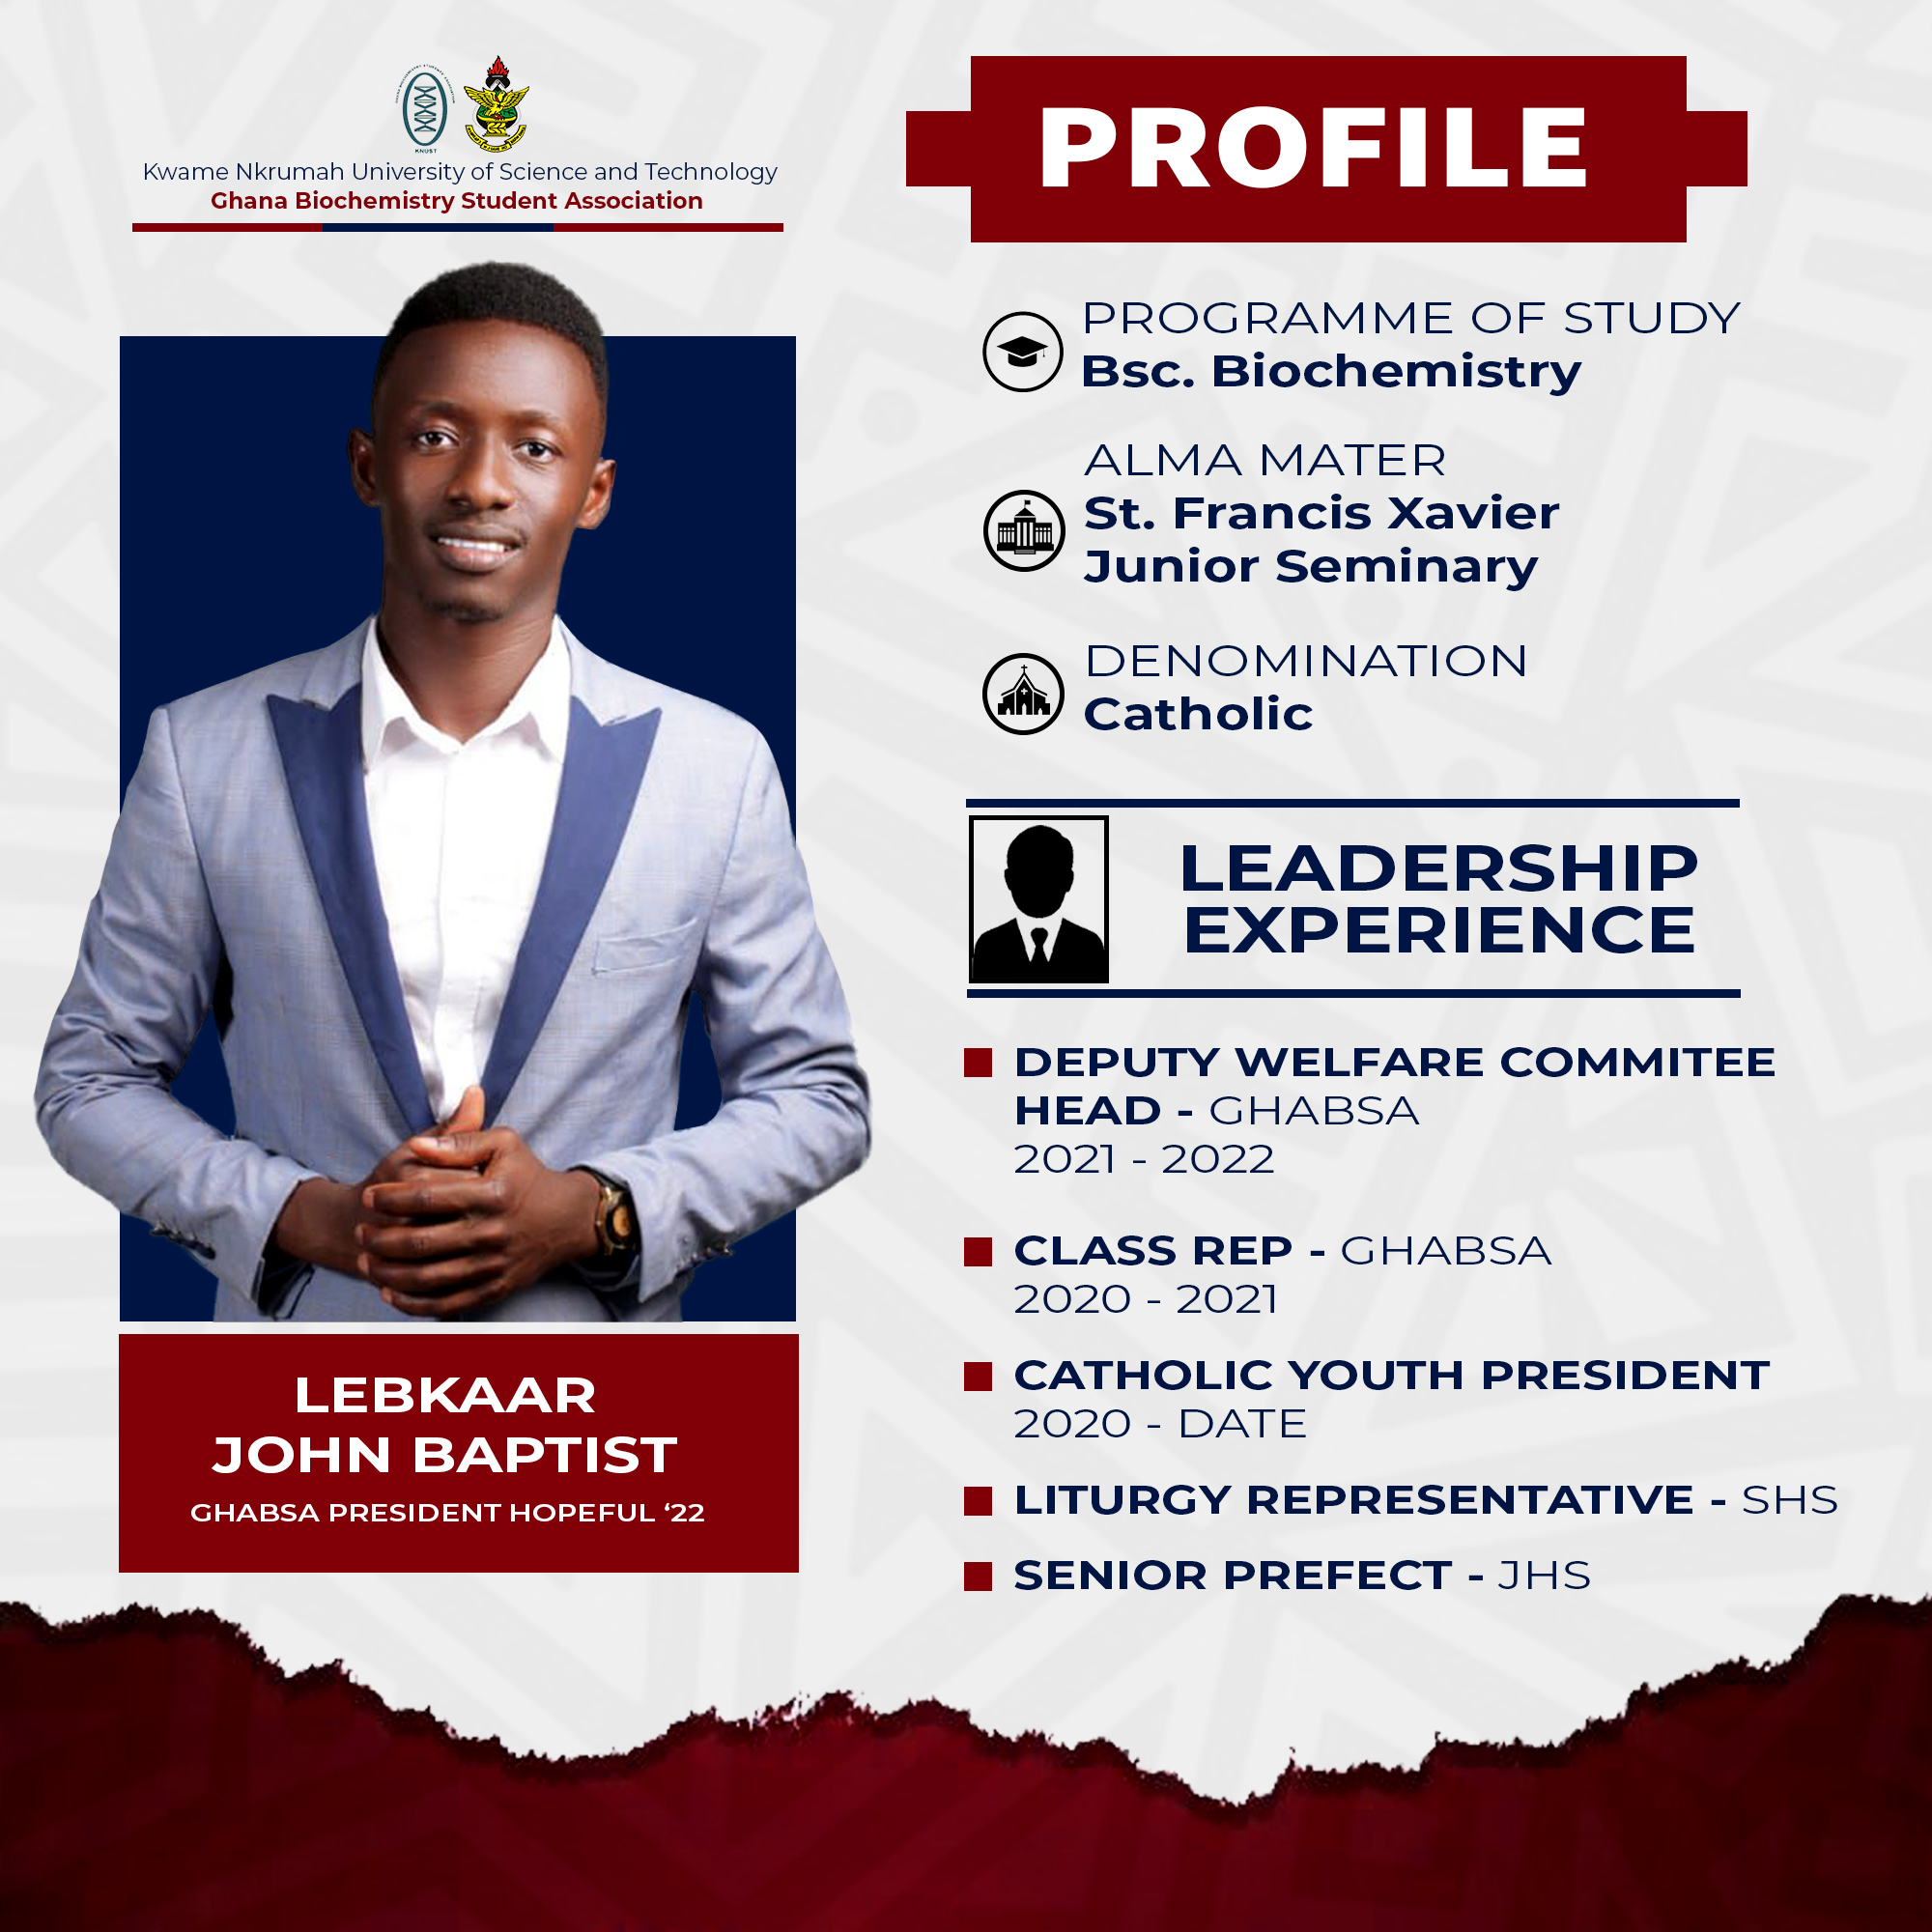 KNUST
Kwame Nkrumah University of Science and Technology
Ghana Biochemistry Student Association
LEBKAAR
JOHN BAPTIST
GHABSA PRESIDENT HOPEFUL ‘22
PROFILE
PROGRAMME OF STUDY
Bsc. Biochemistry
ALMA MATER
St. Francis Xavier
Junior Seminary
DENOMINATION
Catholic
LEADERSHIP
EXPERIENCE
DEPUTY WELFARE COMMITEE
HEAD - GHABSA
2021 - 2022
CLASS REP - GHABSA
2020 - 2021
CATHOLIC YOUTH PRESIDENT
2020 - DATE
LITURGY REPRESENTATIVE - SHS
SENIOR PREFECT - JHS